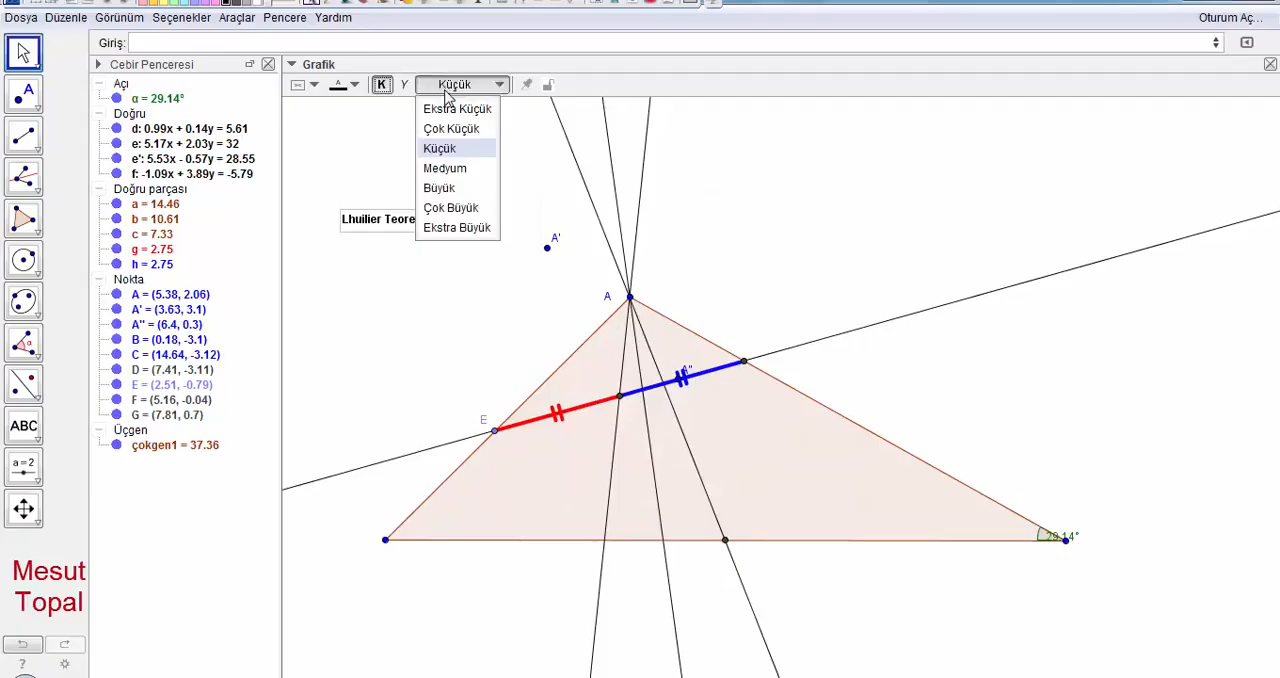 Dosya Düzenle Görünüm Seçenekler Araçlar Pencere Yardım Oturum Aç...
Giriş:
Cebir Penceresi
Grafik
A K Y Küçük
Ekstra Küçük
Çok Küçük
Küçük
Medyum
Büyük
Çok Büyük
Ekstra Büyük
Açı
α = 29.14°
Doğru
d: 0.99x + 0.14y = 5.61
e: 5.17x + 2.03y = 32
e': 5.53x - 0.57y = 28.55
f: -1.09x + 3.89y = -5.79
Doğru parçası
a = 14.46
b = 10.61
c = 7.33
g = 2.75
h = 2.75
Nokta
A = (5.38, 2.06)
A' = (3.63, 3.1)
A'' = (6.4, 0.3)
B = (0.18, -3.1)
C = (14.64, -3.12)
D = (7.41, -3.11)
E = (2.51, -0.79)
F = (5.16, -0.04)
G = (7.81, 0.7)
Üçgen
çokgen1 = 37.36
A
α
ABC
a=2
Mesut
Topal
?
Lhuilier Teore
A'
A
A''
E
29.14°